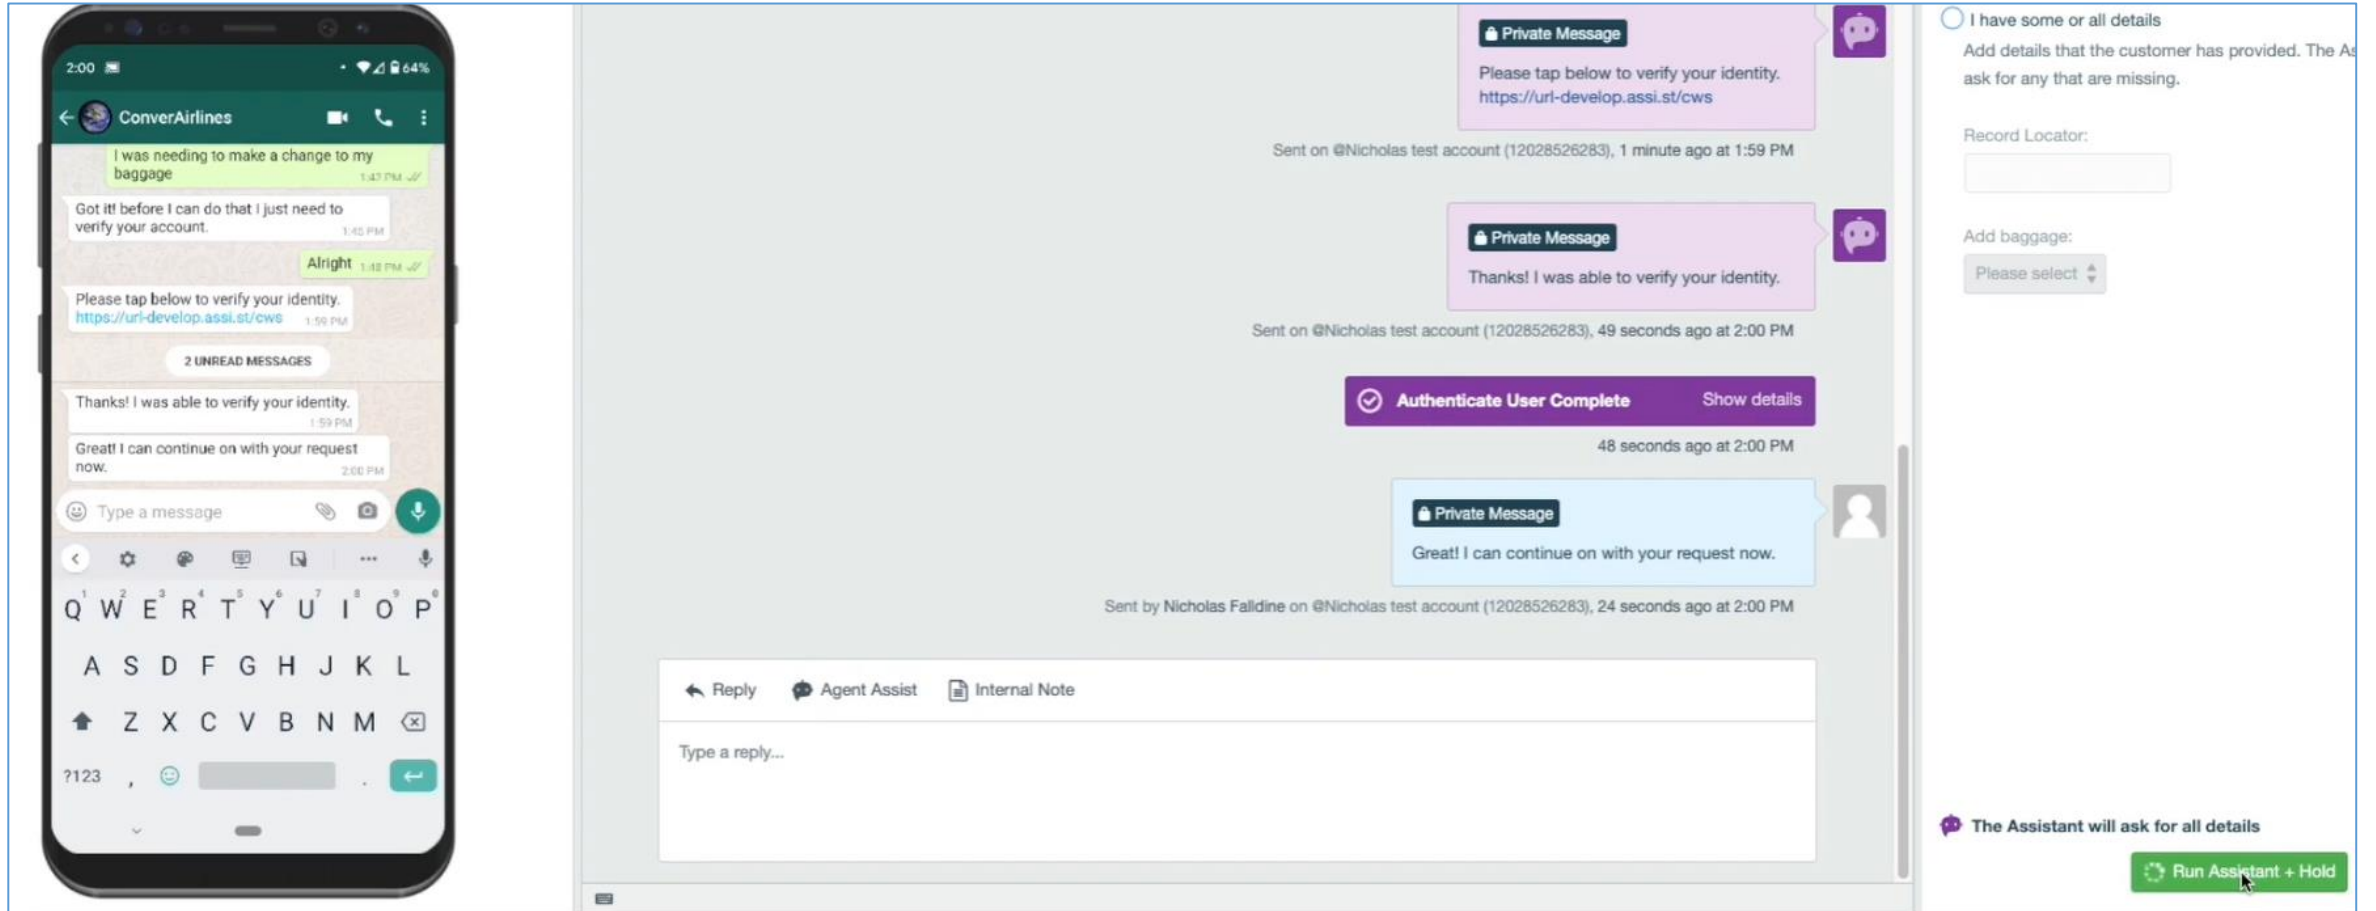 2:00
64%
ConverAirlines
I was needing to make a change to my
baggage
1:47 PM
Got it! before I can do that I just need to
verify your account.
1:48 PM
Alright 1:48 PM
Please tap below to verify your identity.
https://url-develop.assi.st/cws 1:59 PM
2 UNREAD MESSAGES
Thanks! I was able to verify your identity.
1:59 PM
Great! I can continue on with your request
now.
2:00 PM
Type a message
Q1 W2 E3 R4 T5 Y6 U7 I8 O9 P0
A S D F G H J K L
Z X C V B N M
?123 , .
Private Message
Please tap below to verify your identity.
https://url-develop.assi.st/cws
Sent on @Nicholas test account (12028526283), 1 minute ago at 1:59 PM
Private Message
Thanks! I was able to verify your identity.
Sent on @Nicholas test account (12028526283), 49 seconds ago at 2:00 PM
Authenticate User Complete Show details
48 seconds ago at 2:00 PM
Private Message
Great! I can continue on with your request now.
Sent by Nicholas Falldine on @Nicholas test account (12028526283), 24 seconds ago at 2:00 PM
Reply Agent Assist Internal Note
Type a reply...
I have some or all details
Add details that the customer has provided. The As
ask for any that are missing.
Record Locator:
Add baggage:
Please select
The Assistant will ask for all details
Run Assistant + Hold